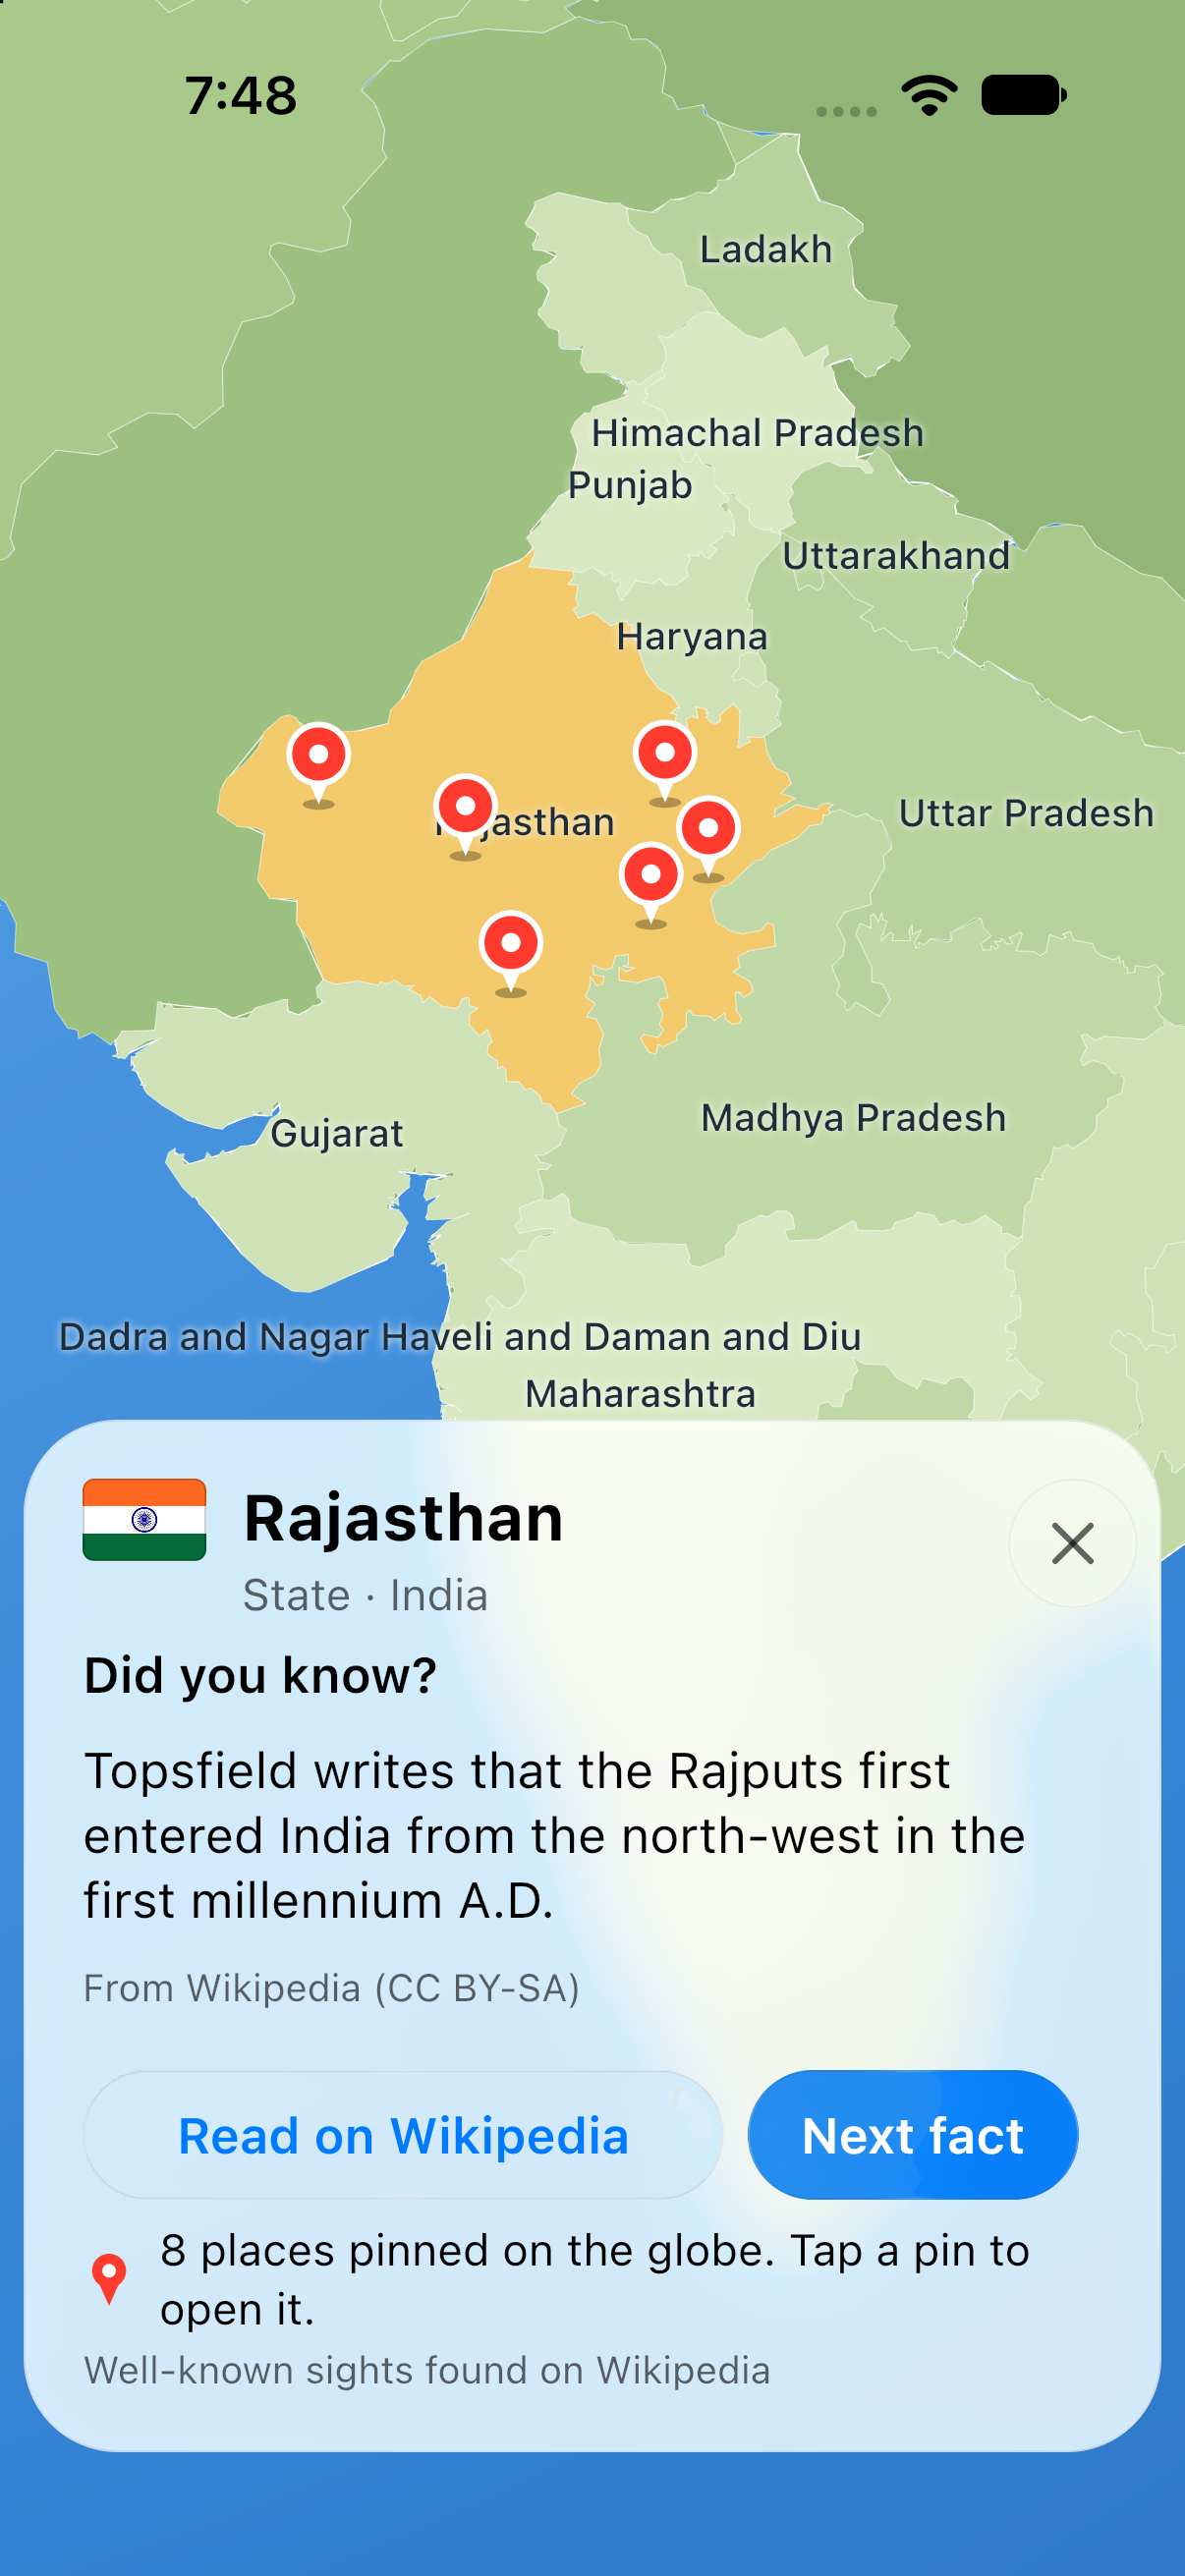 7:48
Ladakh
Himachal Pradesh
Punjab
Uttarakhand
Haryana
Uttar Pradesh
Rajasthan
Madhya Pradesh
Gujarat
Dadra and Nagar Haveli and Daman and Diu
Maharashtra
Rajasthan
State · India
Did you know?
Topsfield writes that the Rajputs first
entered India from the north-west in the
first millennium A.D.
From Wikipedia (CC BY-SA)
Read on Wikipedia
Next fact
8 places pinned on the globe. Tap a pin to
open it.
Well-known sights found on Wikipedia